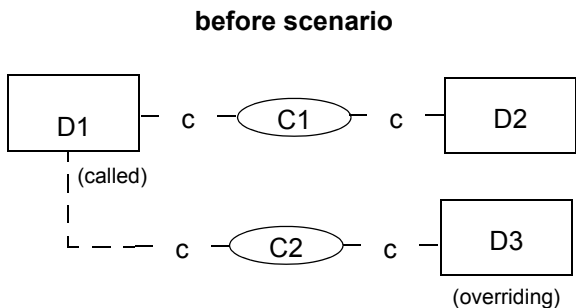 before scenario
D1 c C1 c D2
(called)
c C2 c D3
(overriding)